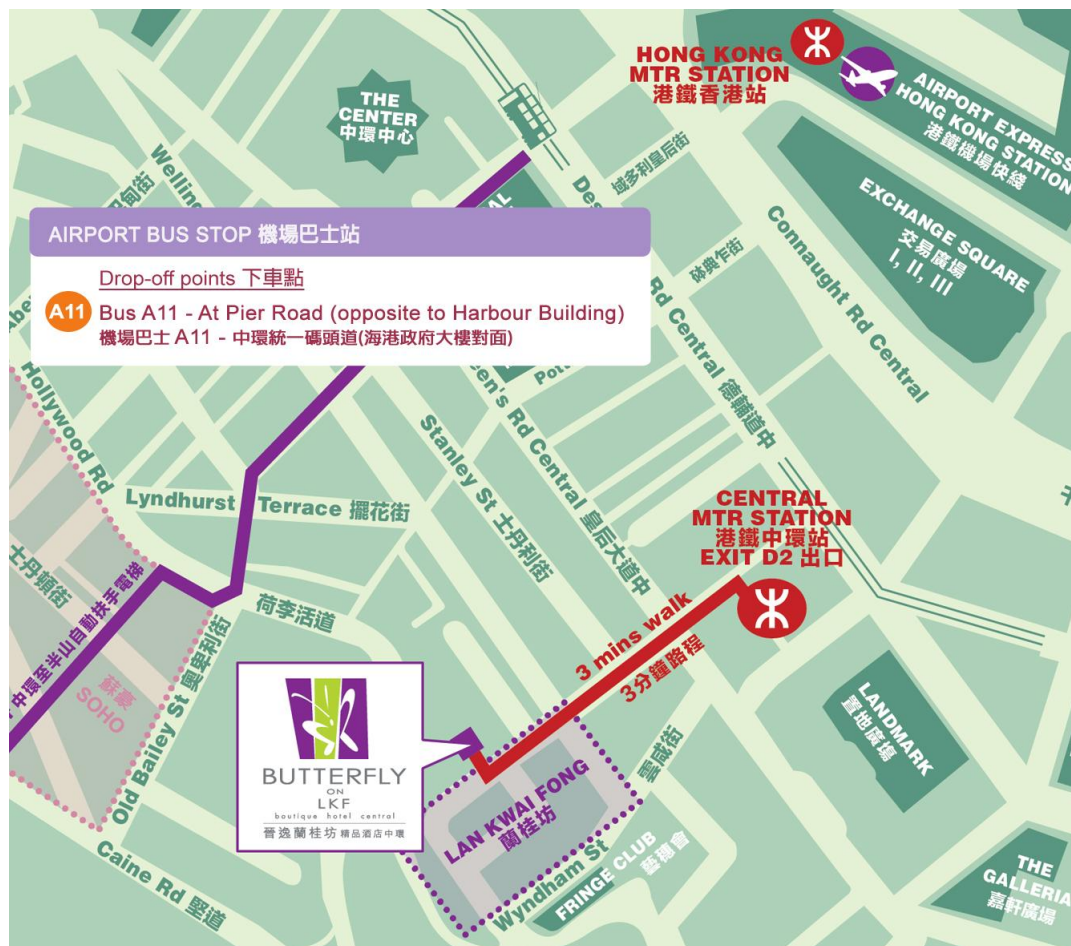 HONG KONG
MTR STATION
港鐵香港站
AIRPORT EXPRESS
HONG KONG STATION
港鐵機場快綫
THE
CENTER
中環中心
域多利皇后街
EXCHANGE SQUARE
交易廣場
I, II, III
Connaught Rd Central
砵典乍街
Rd Central 德輔道中
AIRPORT BUS STOP 機場巴士站
Drop-off points 下車點
A11 Bus A11 - At Pier Road (opposite to Harbour Building)
機場巴士 A11 - 中環統一碼頭道(海港政府大樓對面)
Hollywood Rd
Lyndhurst Terrace 擺花街
Stanley St 士丹利街
Queen's Rd Central 皇后大道中
CENTRAL
MTR STATION
港鐵中環站
EXIT D2 出口
3 mins walk
3分鐘路程
士丹頓街
荷李活道
中環至半山自動扶手電梯
蘇豪
SOHO
Old Bailey St 奧卑利街
BUTTERFLY
ON
LKF
boutique hotel central
晉逸蘭桂坊 精品酒店中環
LAN KWAI FONG
蘭桂坊
雲咸街
Wyndham St
FRINGE CLUB
藝穗會
LANDMARK
置地廣場
THE
GALLERIA
嘉軒廣場
Caine Rd 堅道